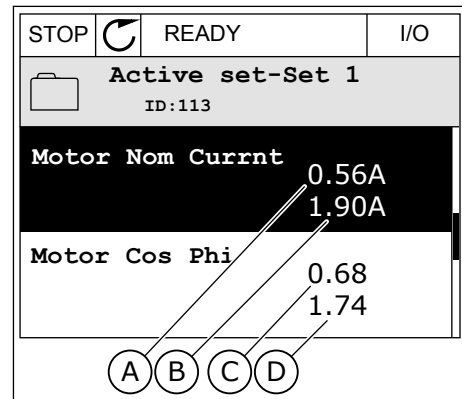 STOP READY I/O
Active set-Set 1
ID:113
Motor Nom Currnt
0.56A
1.90A
Motor Cos Phi
0.68
1.74
A B C D